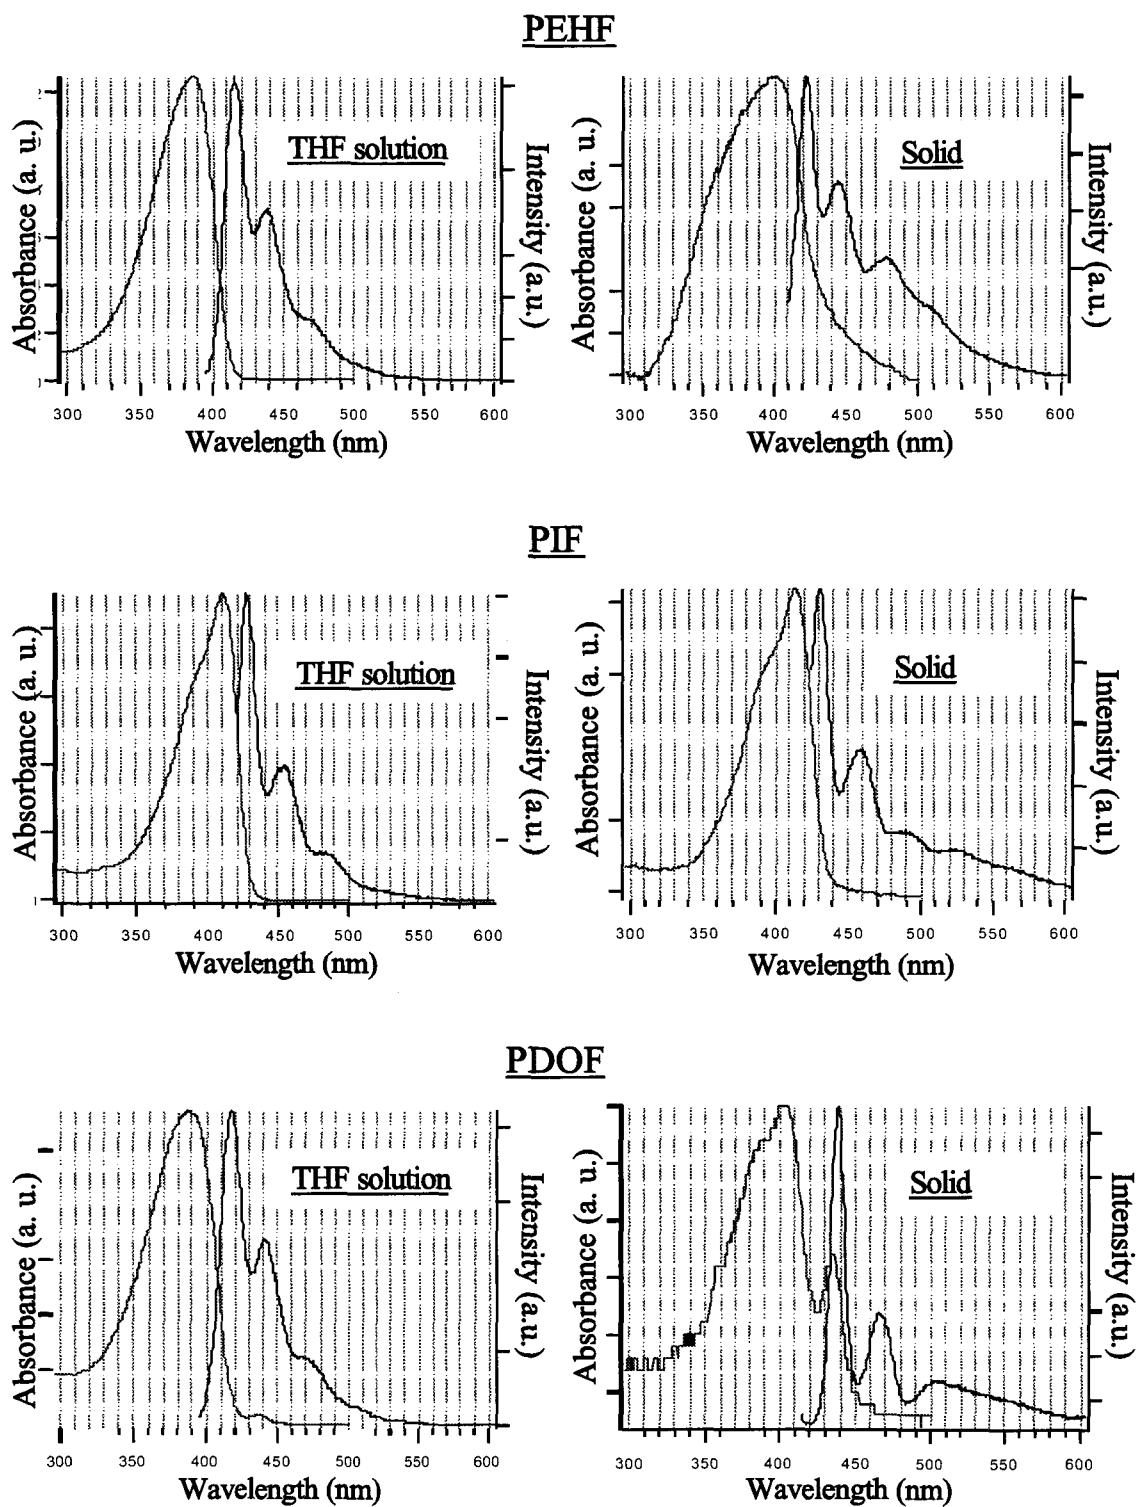 PEHF
THF solution
Absorbance (a. u.)
Intensity (a.u.)
300 350 400 450 500 550 600
Wavelength (nm)
Solid
Absorbance (a. u.)
Intensity (a.u.)
300 350 400 450 500 550 600
Wavelength (nm)
PIF
THF solution
Absorbance (a. u.)
Intensity (a.u.)
300 350 400 450 500 550 600
Wavelength (nm)
Solid
Absorbance (a. u.)
Intensity (a.u.)
300 350 400 450 500 550 600
Wavelength (nm)
PDOF
THF solution
Absorbance (a. u.)
Intensity (a.u.)
300 350 400 450 500 550 600
Wavelength (nm)
Solid
Absorbance (a. u.)
Intensity (a.u.)
300 350 400 450 500 550 600
Wavelength (nm)